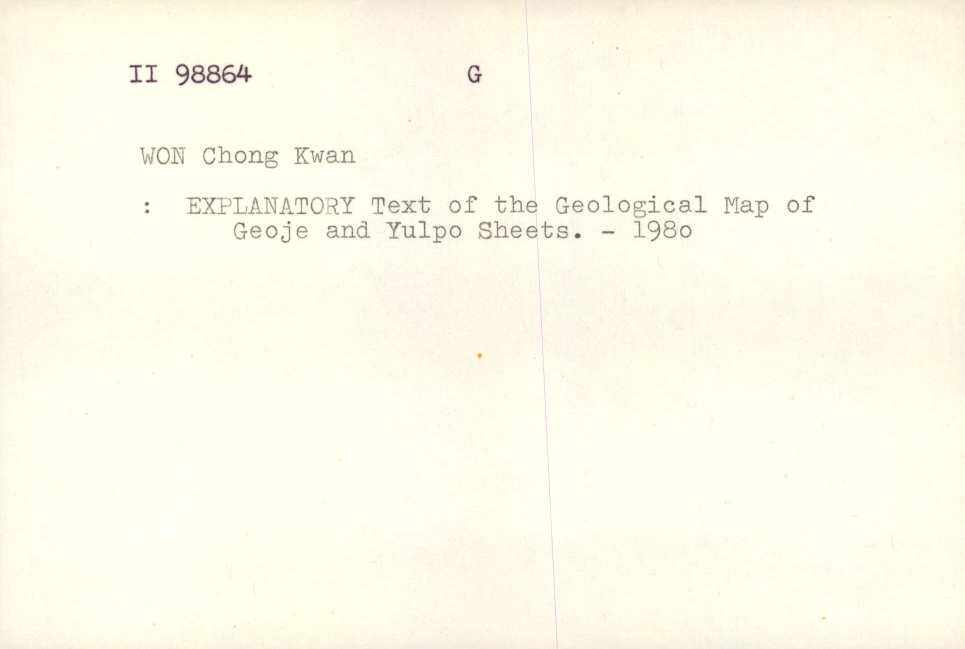 II 98864 G
WON Chong Kwan
: EXPLANATORY Text of the Geological Map of
Geoje and Yulpo Sheets. - 198o